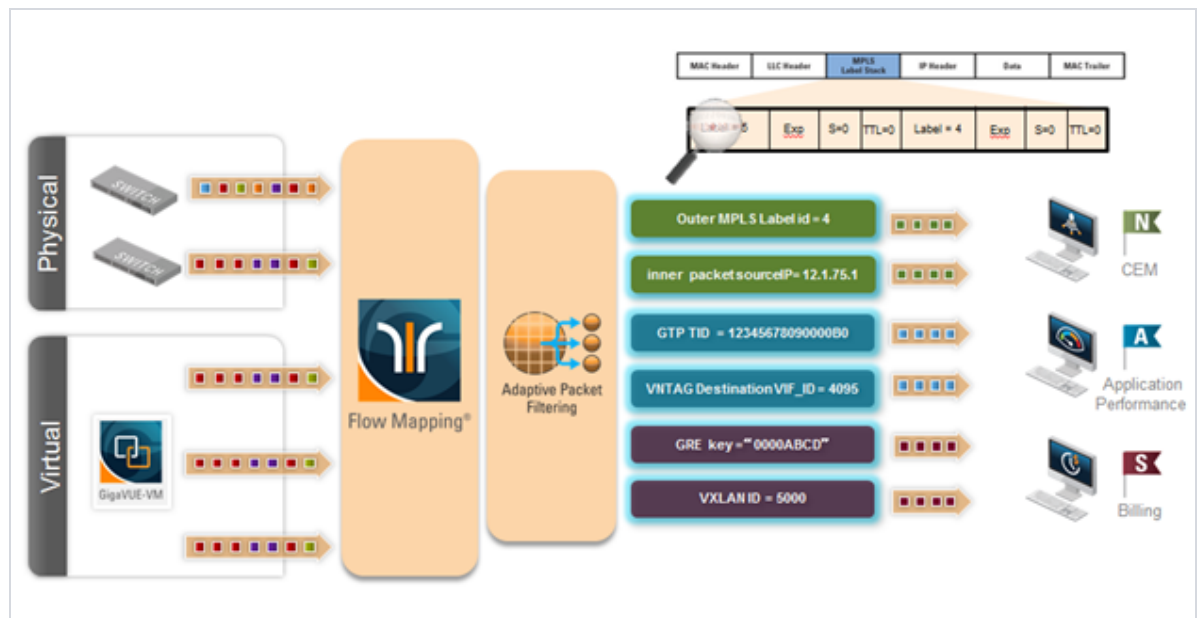 MAC Header LLC Header MPLS Label Stack IP Header Data MAC Trailer
Label = 5 Exp S=0 TTL=0 Label = 4 Exp S=0 TTL=0
Physical
SWITCH
SWITCH
Virtual
GigaVUE-VM
Flow Mapping®
Adaptive Packet
Filtering
Outer MPLS Label id = 4
inner packet sourceIP= 12.1.75.1
GTP TID = 12345678090000B0
VNTAG Destination VIF_ID = 4095
GRE key =“0000ABCD”
VXLAN ID = 5000
N
CEM
A
Application
Performance
S
Billing